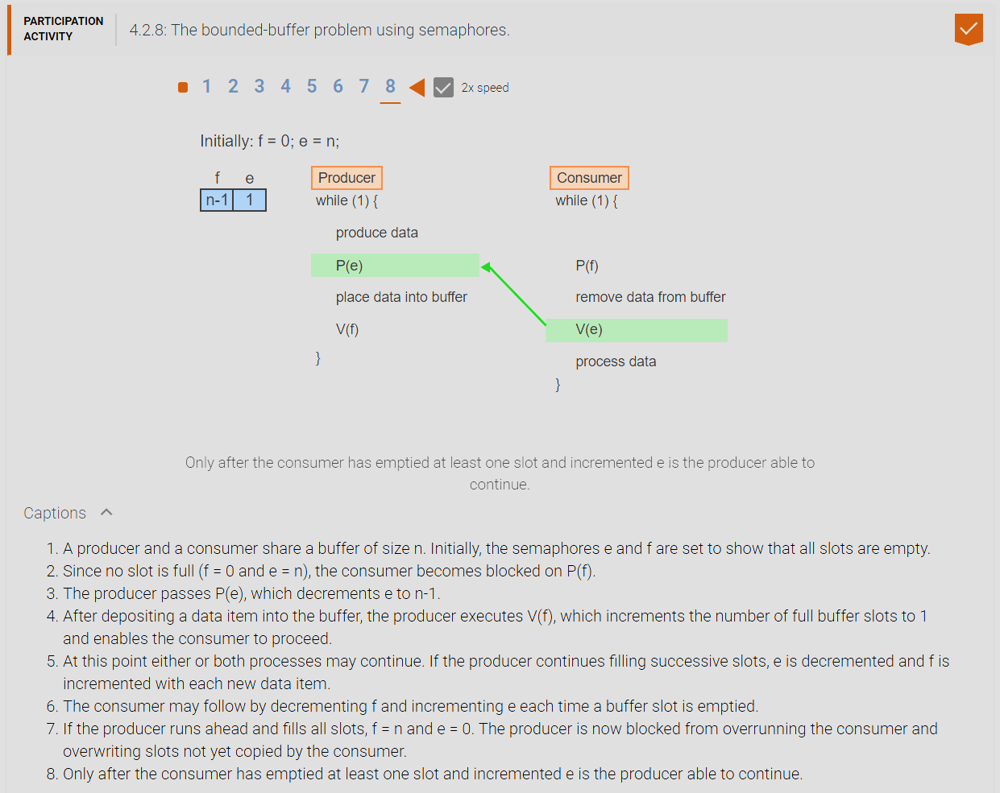 PARTICIPATION
ACTIVITY
4.2.8: The bounded-buffer problem using semaphores.
1 2 3 4 5 6 7 8 2x speed
Initially: f = 0; e = n;
f e
n-1 1
Producer
while (1) {
produce data
P(e)
place data into buffer
V(f)
}
Consumer
while (1) {
P(f)
remove data from buffer
V(e)
process data
}
Only after the consumer has emptied at least one slot and incremented e is the producer able to
continue.
Captions
1. A producer and a consumer share a buffer of size n. Initially, the semaphores e and f are set to show that all slots are empty.
2. Since no slot is full (f = 0 and e = n), the consumer becomes blocked on P(f).
3. The producer passes P(e), which decrements e to n-1.
4. After depositing a data item into the buffer, the producer executes V(f), which increments the number of full buffer slots to 1
and enables the consumer to proceed.
5. At this point either or both processes may continue. If the producer continues filling successive slots, e is decremented and f is
incremented with each new data item.
6. The consumer may follow by decrementing f and incrementing e each time a buffer slot is emptied.
7. If the producer runs ahead and fills all slots, f = n and e = 0. The producer is now blocked from overrunning the consumer and
overwriting slots not yet copied by the consumer.
8. Only after the consumer has emptied at least one slot and incremented e is the producer able to continue.